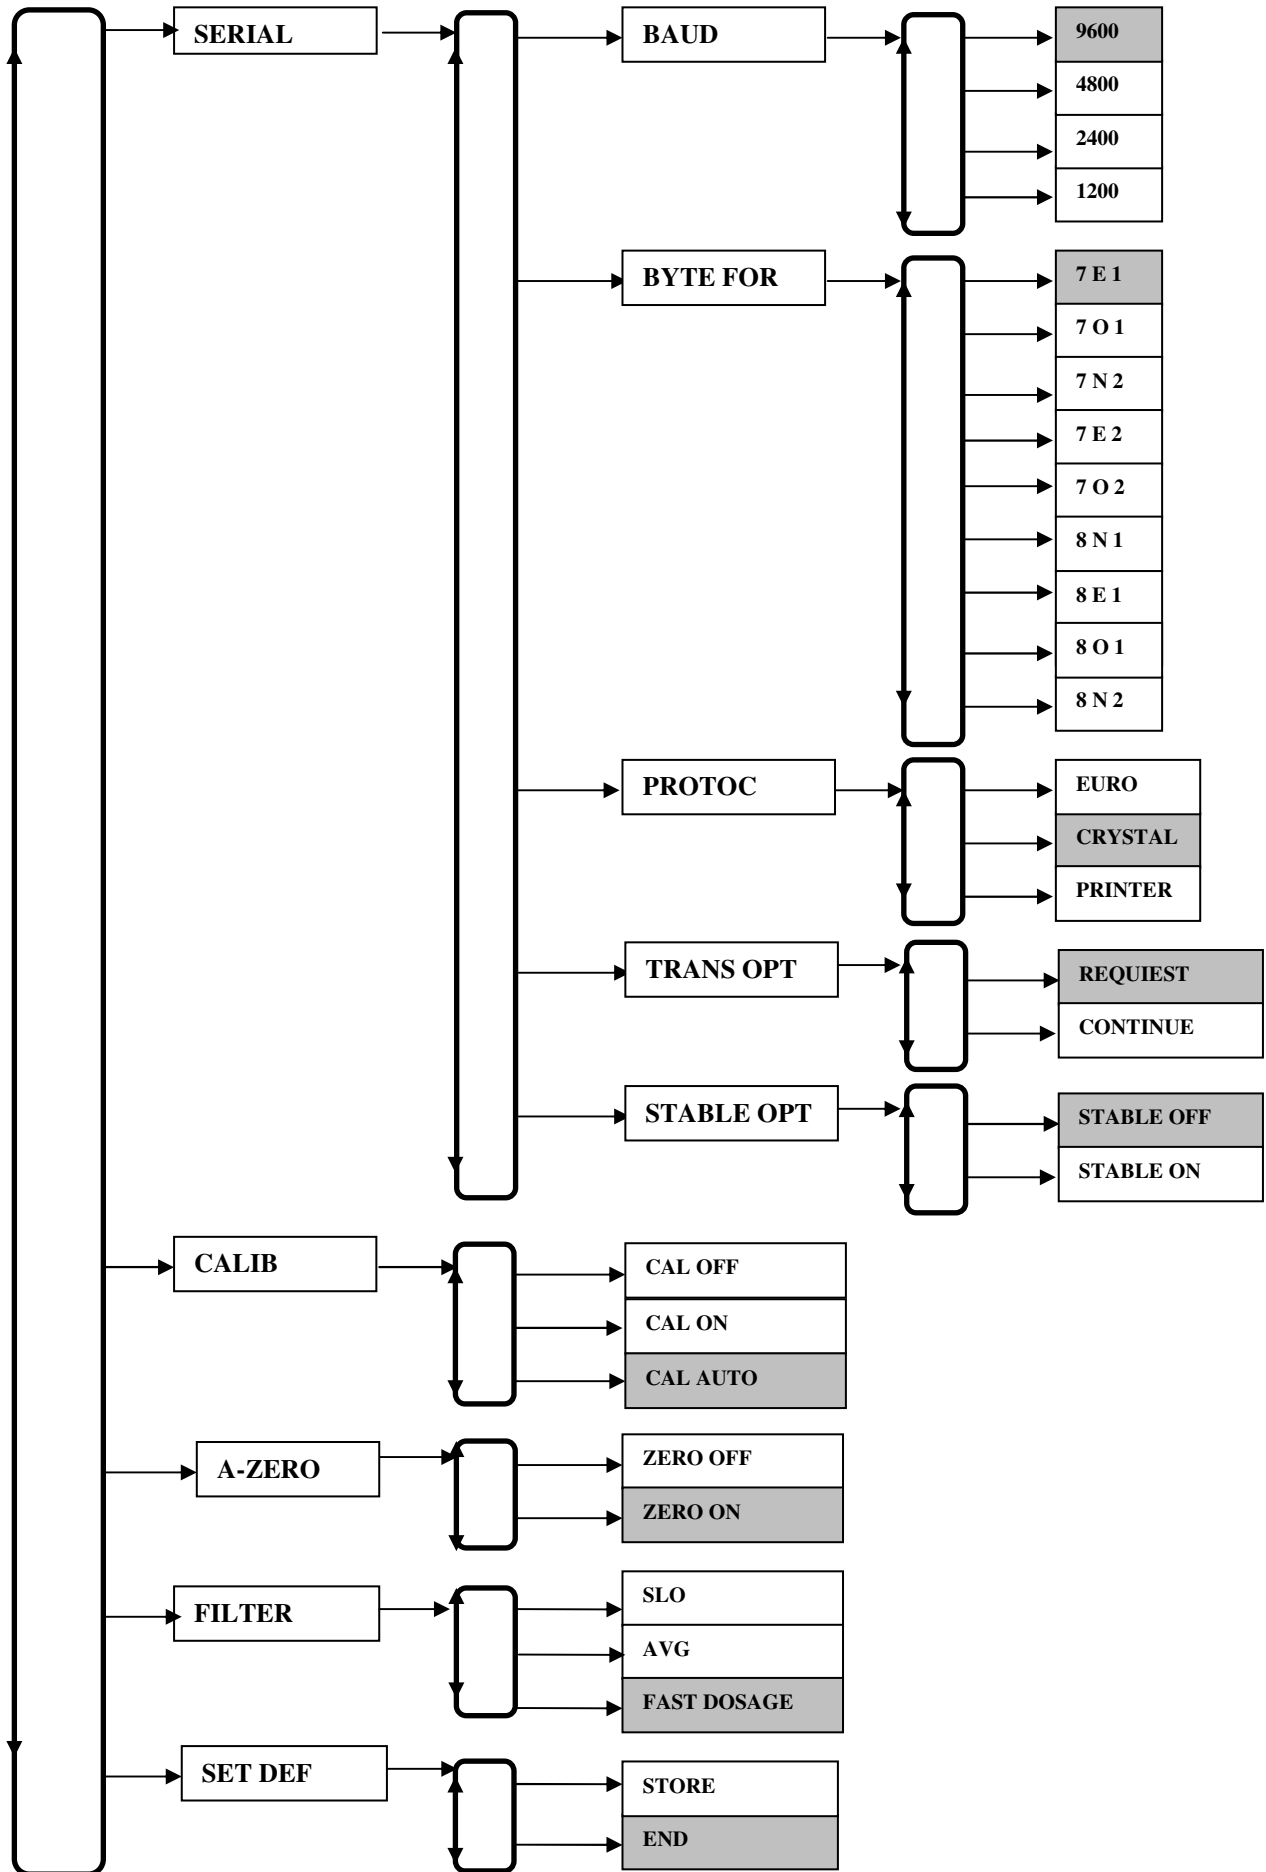 SERIAL
BAUD
9600
4800
2400
1200
BYTE FOR
7 E 1
7 O 1
7 N 2
7 E 2
7 O 2
8 N 1
8 E 1
8 O 1
8 N 2
PROTOC
EURO
CRYSTAL
PRINTER
TRANS OPT
REQUIEST
CONTINUE
STABLE OPT
STABLE OFF
STABLE ON
CALIB
CAL OFF
CAL ON
CAL AUTO
A-ZERO
ZERO OFF
ZERO ON
FILTER
SLO
AVG
FAST DOSAGE
SET DEF
STORE
END